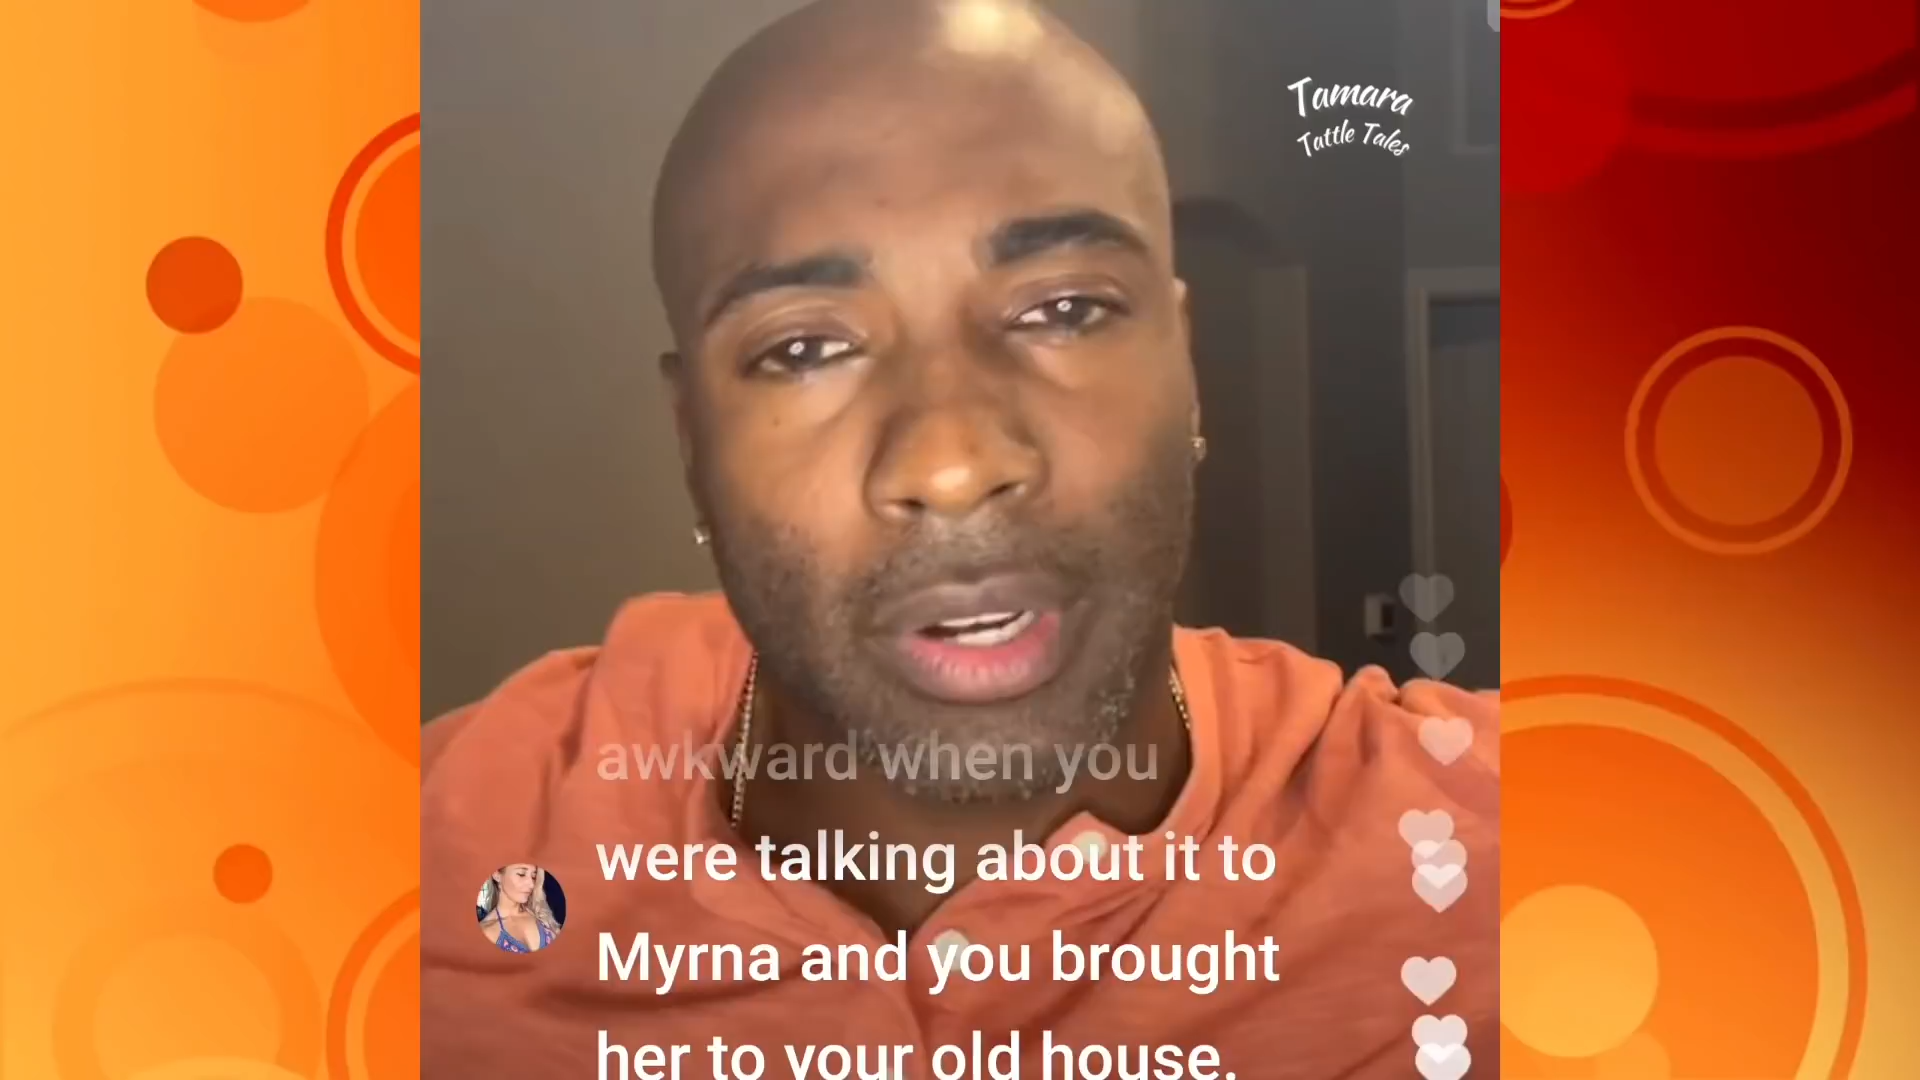 Tamara
Tattle Tales
awkward when you
were talking about it to
Myrna and you brought
her to your old house.